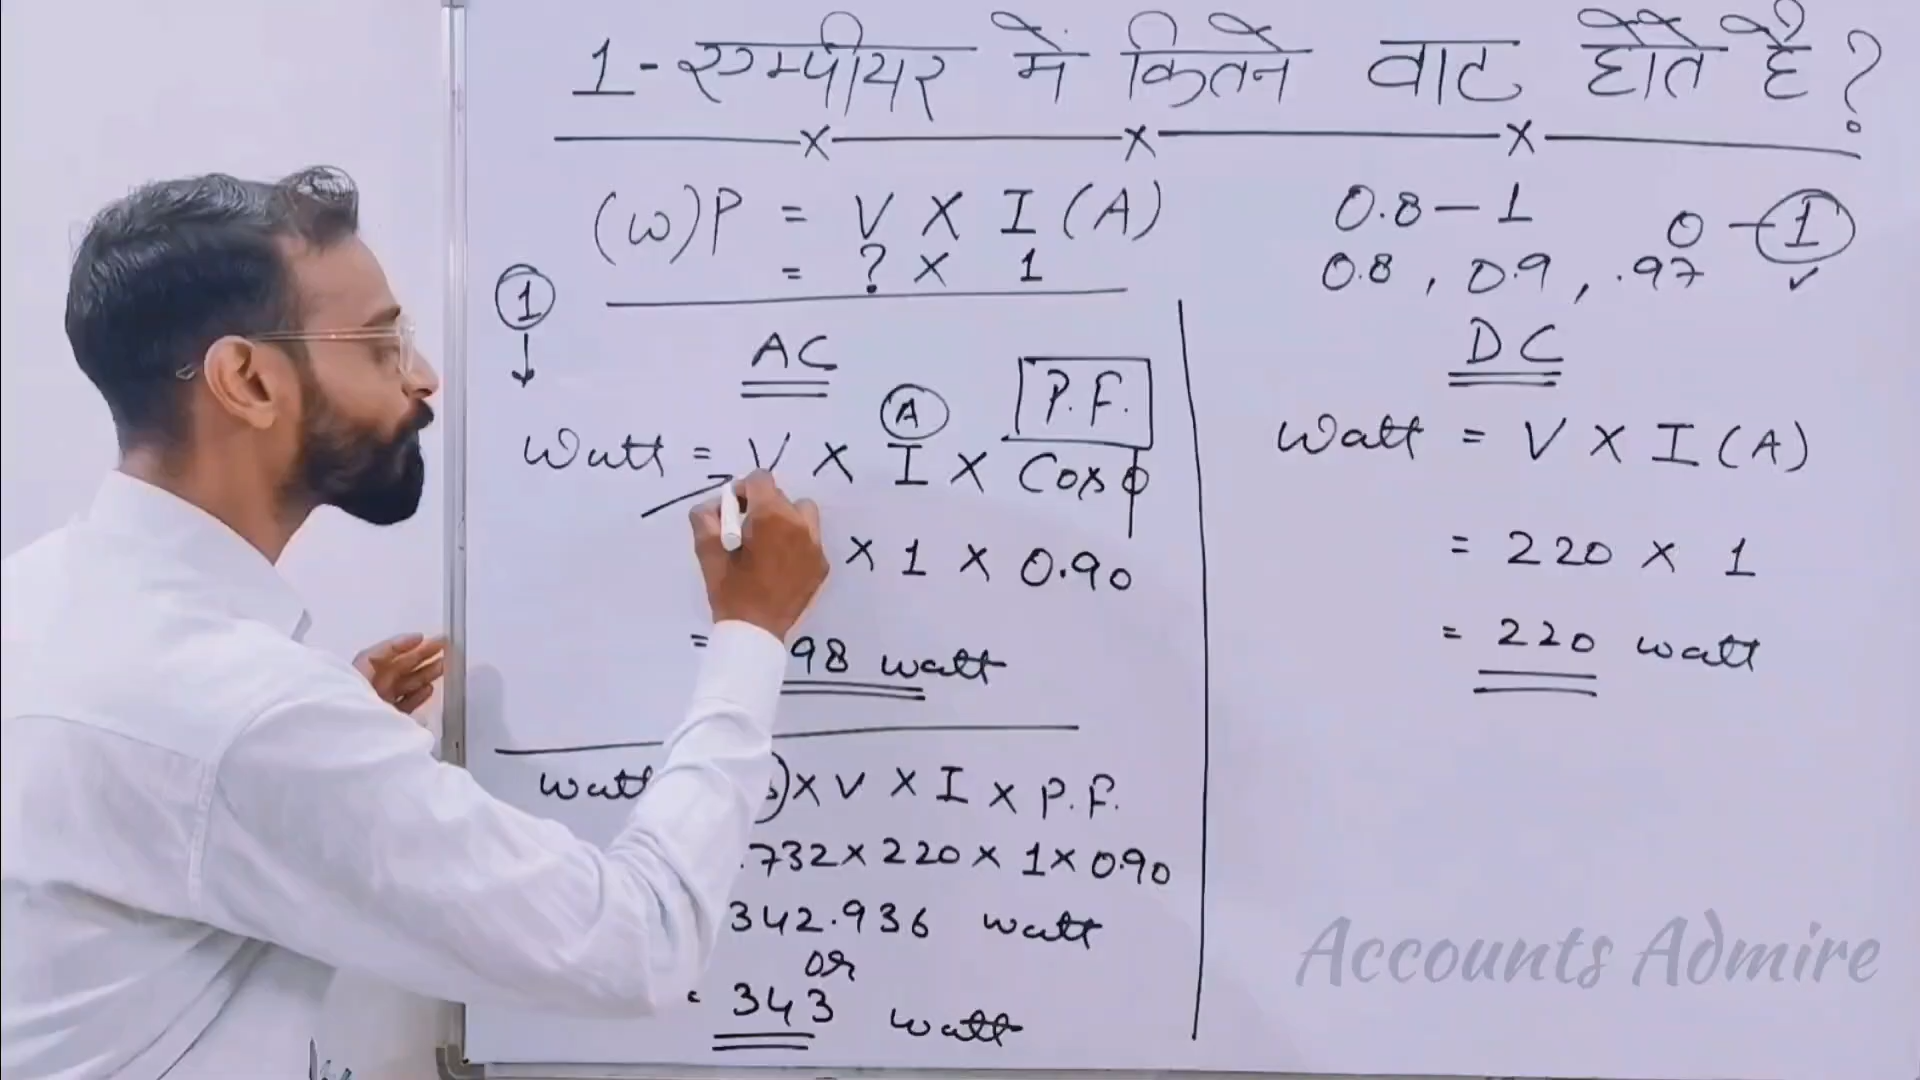 1 - एम्पीयर में कितने वाट होते है ?
(W) P = V X I (A)
= ? X 1
0.8 - 1
0 - 1
0.8 , 0.9 , .97 ✓
1
AC
P.F.
A
Watt = V X I X Cosϕ
X 1 X 0.90
= 98 watt
watt X V X I X P.F.
.732 X 220 X 1 X 0.90
342.936 watt
or
= 343 watt
DC
Watt = V X I (A)
= 220 X 1
= 220 watt
Accounts Admire